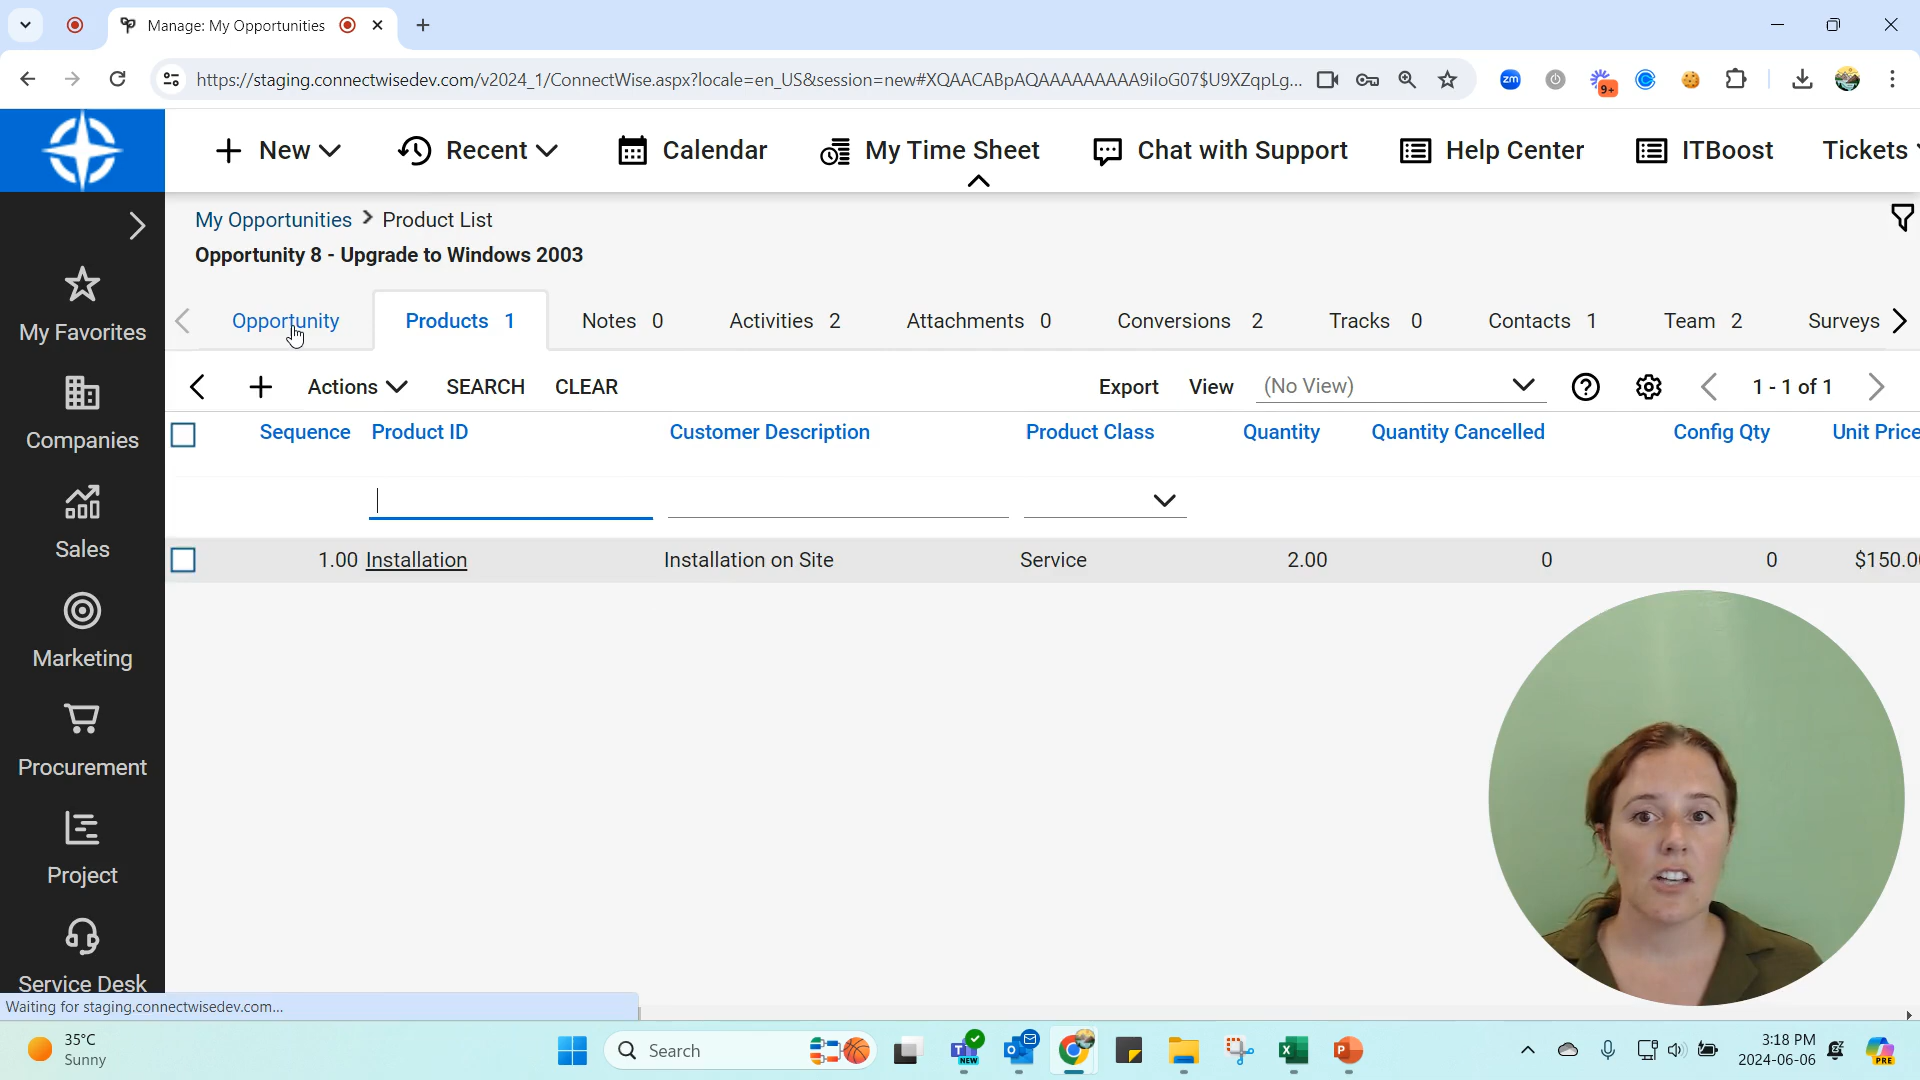 Manage: My Opportunities
https://staging.connectwisedev.com/v2024_1/ConnectWise.aspx?locale=en_US&session=new#XQAACABpAQAAAAAAAAA9iIoG07$U9XZqpLg...
zm
9+
New
Recent
Calendar
My Time Sheet
Chat with Support
Help Center
ITBoost
Tickets
My Opportunities > Product List
Opportunity 8 - Upgrade to Windows 2003
Opportunity
Products 1
Notes 0
Activities 2
Attachments 0
Conversions 2
Tracks 0
Contacts 1
Team 2
Surveys
Actions
SEARCH
CLEAR
Export
View
(No View)
1 - 1 of 1
Sequence
Product ID
Customer Description
Product Class
Quantity
Quantity Cancelled
Config Qty
Unit Price
1.00
Installation
Installation on Site
Service
2.00
0
0
$150.00
My Favorites
Companies
Sales
Marketing
Procurement
Project
Service Desk
Waiting for staging.connectwisedev.com...
35°C
Sunny
Search
NEW
3:18 PM
2024-06-06
PRE